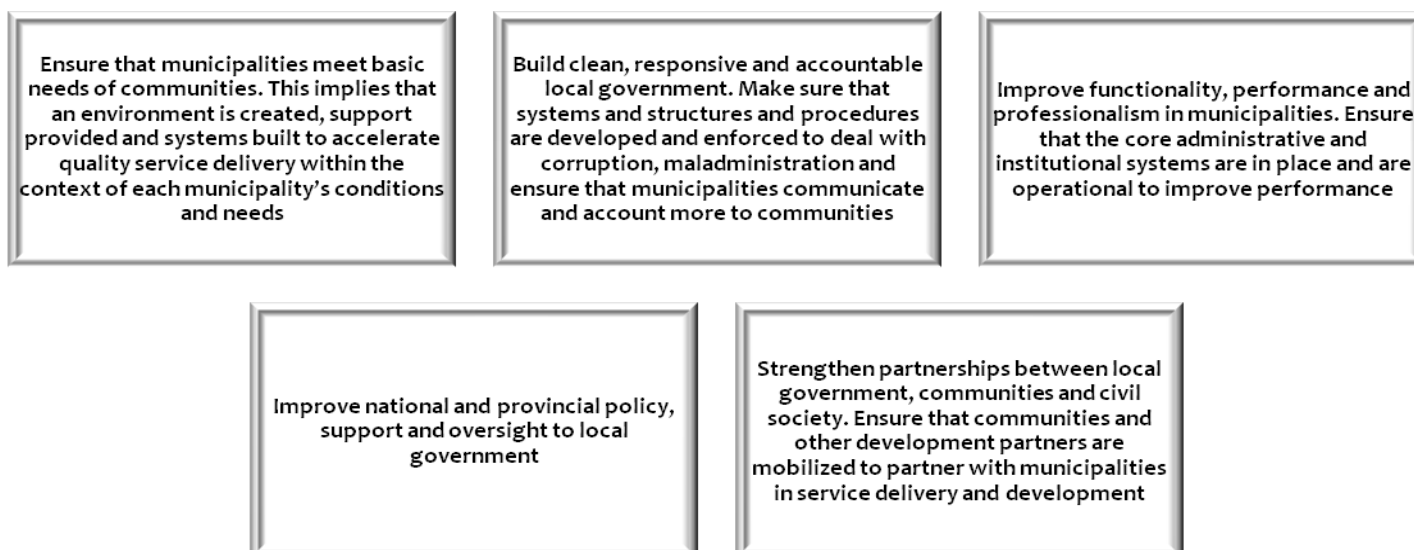 Ensure that municipalities meet basic
needs of communities. This implies that
an environment is created, support
provided and systems built to accelerate
quality service delivery within the
context of each municipality's conditions
and needs
Build clean, responsive and accountable
local government. Make sure that
systems and structures and procedures
are developed and enforced to deal with
corruption, maladministration and
ensure that municipalities communicate
and account more to communities
Improve functionality, performance and
professionalism in municipalities. Ensure
that the core administrative and
institutional systems are in place and are
operational to improve performance
Improve national and provincial policy,
support and oversight to local
government
Strengthen partnerships between local
government, communities and civil
society. Ensure that communities and
other development partners are
mobilized to partner with municipalities
in service delivery and development